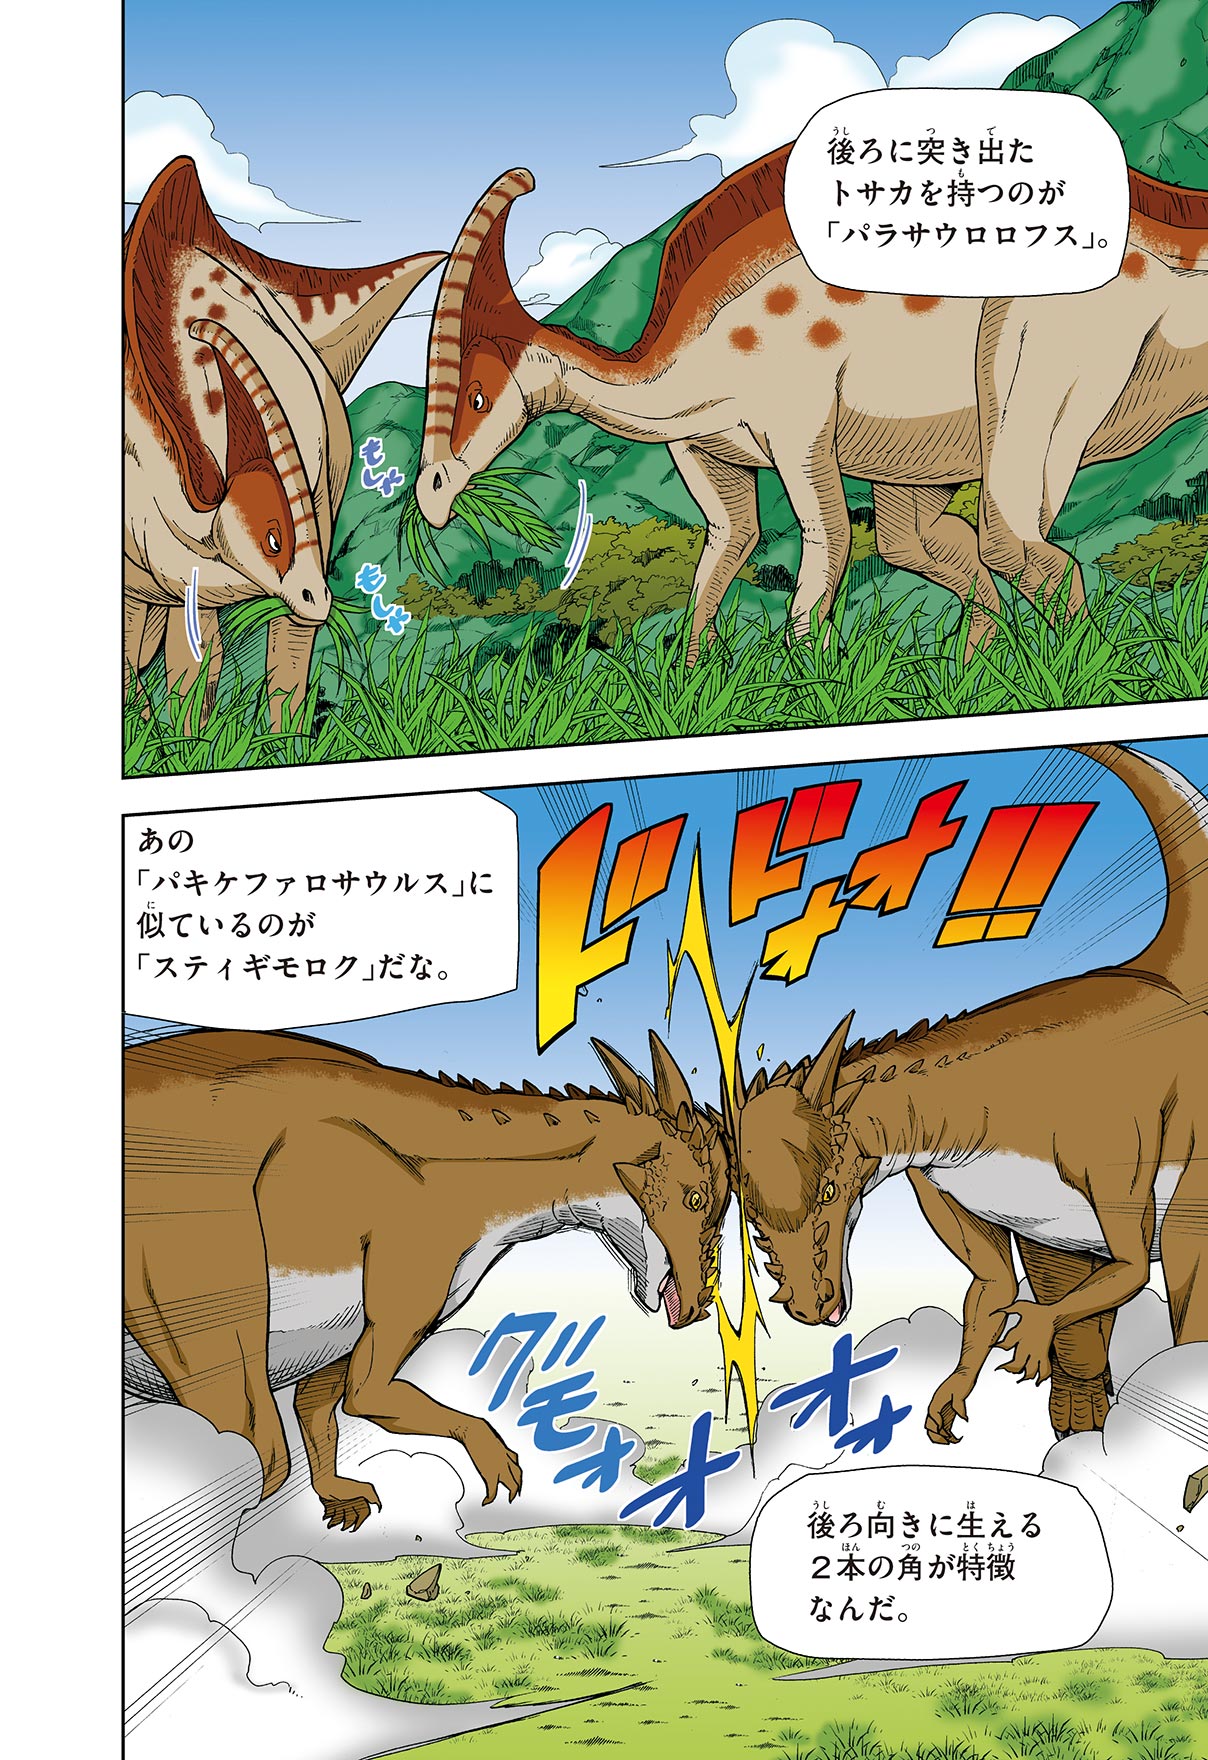 後ろに突き出た
トサカを持つのが
「パラサウロロフス」。
もしゃ
もしゃ
あの
「パキケファロサウルス」に
似ているのが
「スティギモロク」だな。
ドドォォ!!
グモォオオォ
後ろ向きに生える
2本の角が特徴
なんだ。